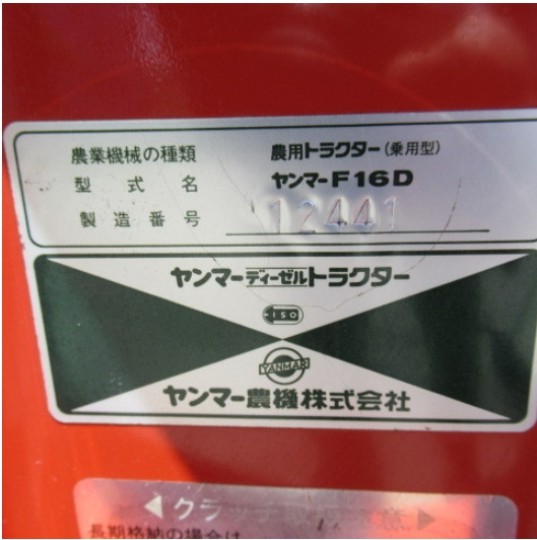 農業機械の種類 農用トラクター(乗用型)
型式名 ヤンマーF16D
製造番号 12441
ヤンマーディーゼルトラクター
ISO
YANMAR
ヤンマー農機株式会社
◀クラッチ ▶
長期格納の場合は